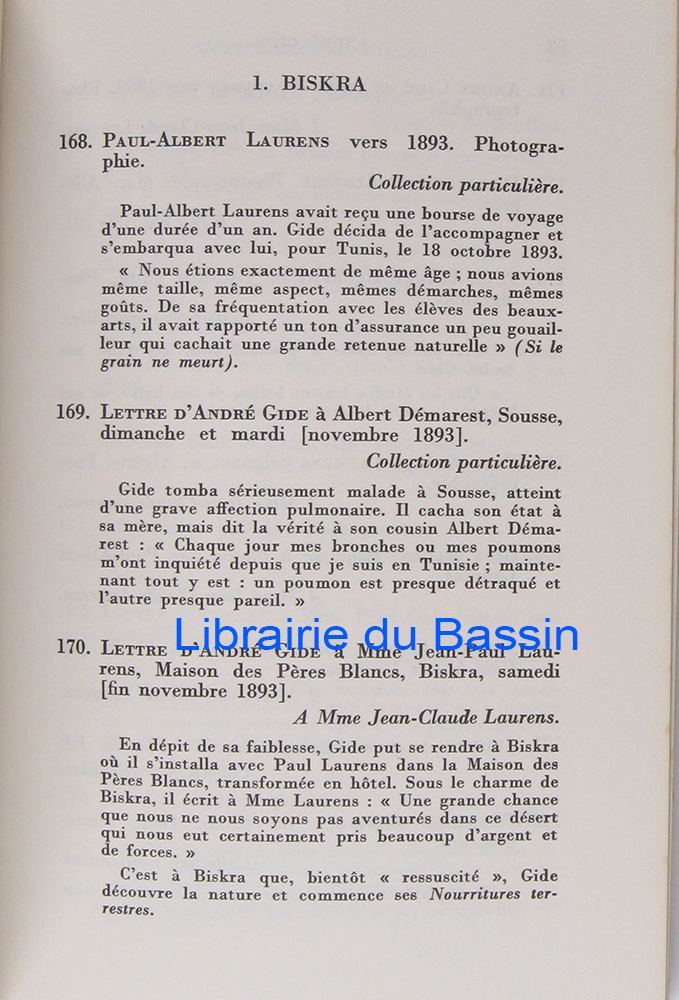 1. BISKRA
168. PAUL-ALBERT LAURENS vers 1893. Photogra-
phie.
Collection particulière.
Paul-Albert Laurens avait reçu une bourse de voyage
d'une durée d'un an. Gide décida de l'accompagner et
s'embarqua avec lui, pour Tunis, le 18 octobre 1893.
« Nous étions exactement de même âge ; nous avions
même taille, même aspect, mêmes démarches, mêmes
goûts. De sa fréquentation avec les élèves des beaux-
arts, il avait rapporté un ton d'assurance un peu gouail-
leur qui cachait une grande retenue naturelle » (Si le
grain ne meurt).
169. LETTRE D'ANDRÉ GIDE à Albert Démarest, Sousse,
dimanche et mardi [novembre 1893].
Collection particulière.
Gide tomba sérieusement malade à Sousse, atteint
d'une grave affection pulmonaire. Il cacha son état à
sa mère, mais dit la vérité à son cousin Albert Déma-
rest : « Chaque jour mes bronches ou mes poumons
m'ont inquiété depuis que je suis en Tunisie ; mainte-
nant tout y est : un poumon est presque détraqué et
l'autre presque pareil. »
Librairie du Bassin
170. LETTRE D'ANDRÉ GIDE à Mme Jean-Paul Lau-
rens, Maison des Pères Blancs, Biskra, samedi
[fin novembre 1893].
A Mme Jean-Claude Laurens.
En dépit de sa faiblesse, Gide put se rendre à Biskra
où il s'installa avec Paul Laurens dans la Maison des
Pères Blancs, transformée en hôtel. Sous le charme de
Biskra, il écrit à Mme Laurens : « Une grande chance
que nous ne nous soyons pas aventurés dans ce désert
qui nous eut certainement pris beaucoup d'argent et
de forces. »
C'est à Biskra que, bientôt « ressuscité », Gide
découvre la nature et commence ses Nourritures ter-
restres.